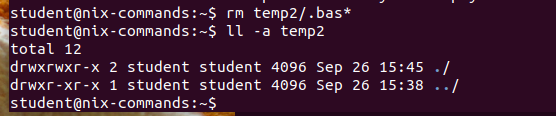 student@nix-commands:~$ rm temp2/.bas*
student@nix-commands:~$ ll -a temp2
total 12
drwxrwxr-x 2 student student 4096 Sep 26 15:45 ./
drwxr-xr-x 1 student student 4096 Sep 26 15:38 ../
student@nix-commands:~$